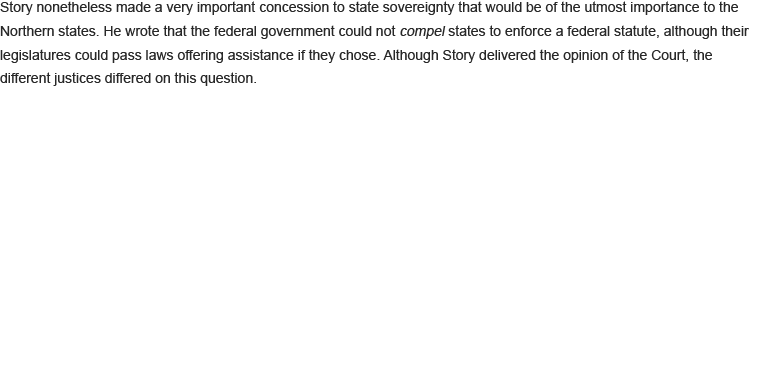 Story nonetheless made a very important concession to state sovereignty that would be of the utmost importance to the
Northern states. He wrote that the federal government could not compel states to enforce a federal statute, although their
legislatures could pass laws offering assistance if they chose. Although Story delivered the opinion of the Court, the
different justices differed on this question.